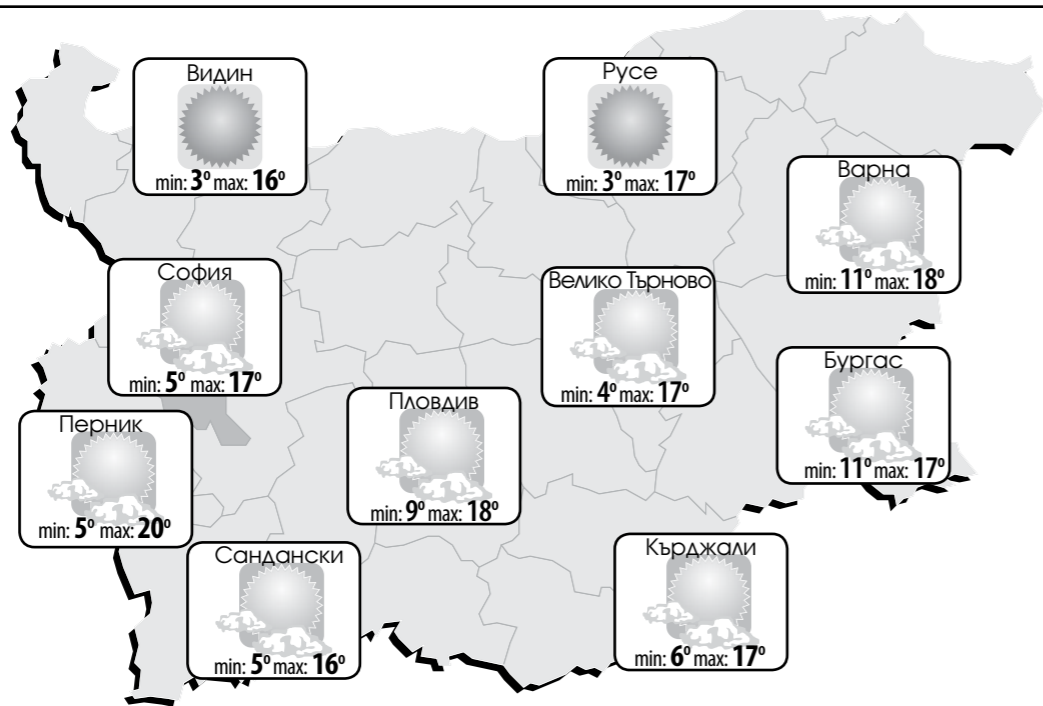 Видин
min: 3° max: 16°
Русе
min: 3° max: 17°
Варна
min: 11° max: 18°
София
min: 5° max: 17°
Велико Търново
min: 4° max: 17°
Бургас
min: 11° max: 17°
Пловдив
min: 9° max: 18°
Перник
min: 5° max: 20°
Сандански
min: 5° max: 16°
Кърджали
min: 6° max: 17°